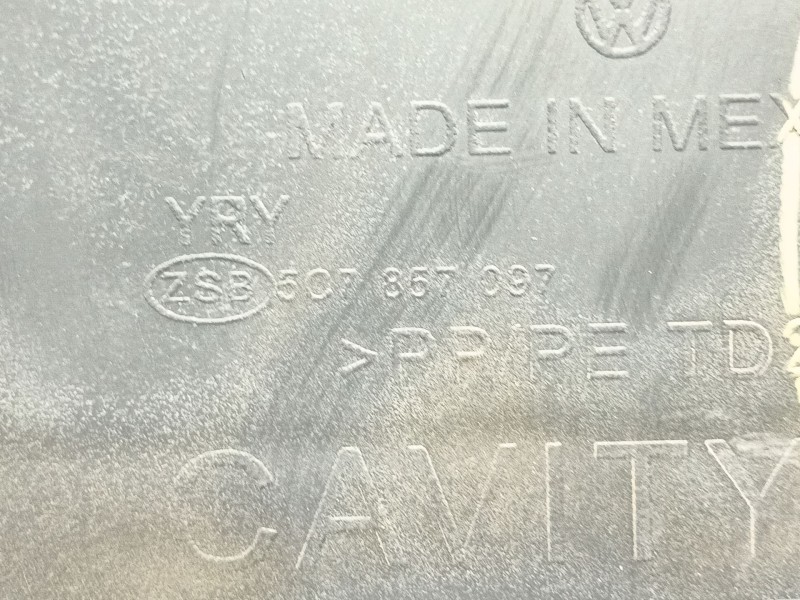 MADE IN MEX
YRY
ZSB 5C7 857 097
>PP/PE TD
CAVITY